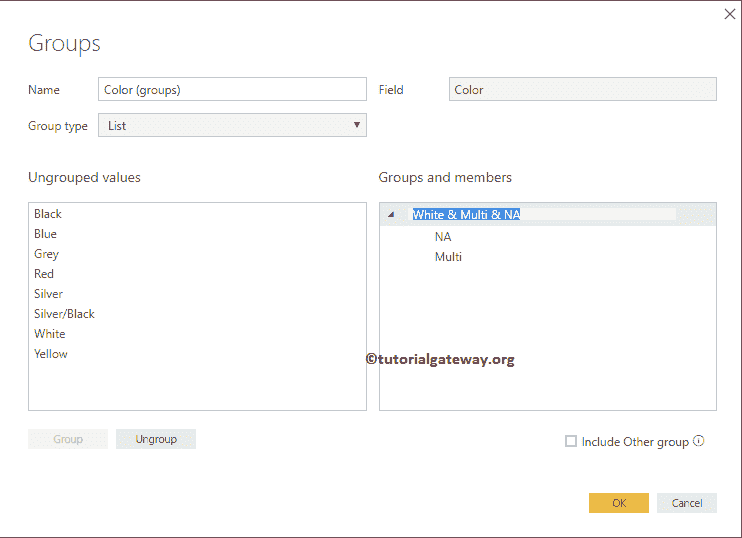 Groups
Name Color (groups) Field Color
Group type List
Ungrouped values
Black
Blue
Grey
Red
Silver
Silver/Black
White
Yellow
Groups and members
White & Multi & NA
NA
Multi
©tutorialgateway.org
Group Ungroup
Include Other group
OK Cancel